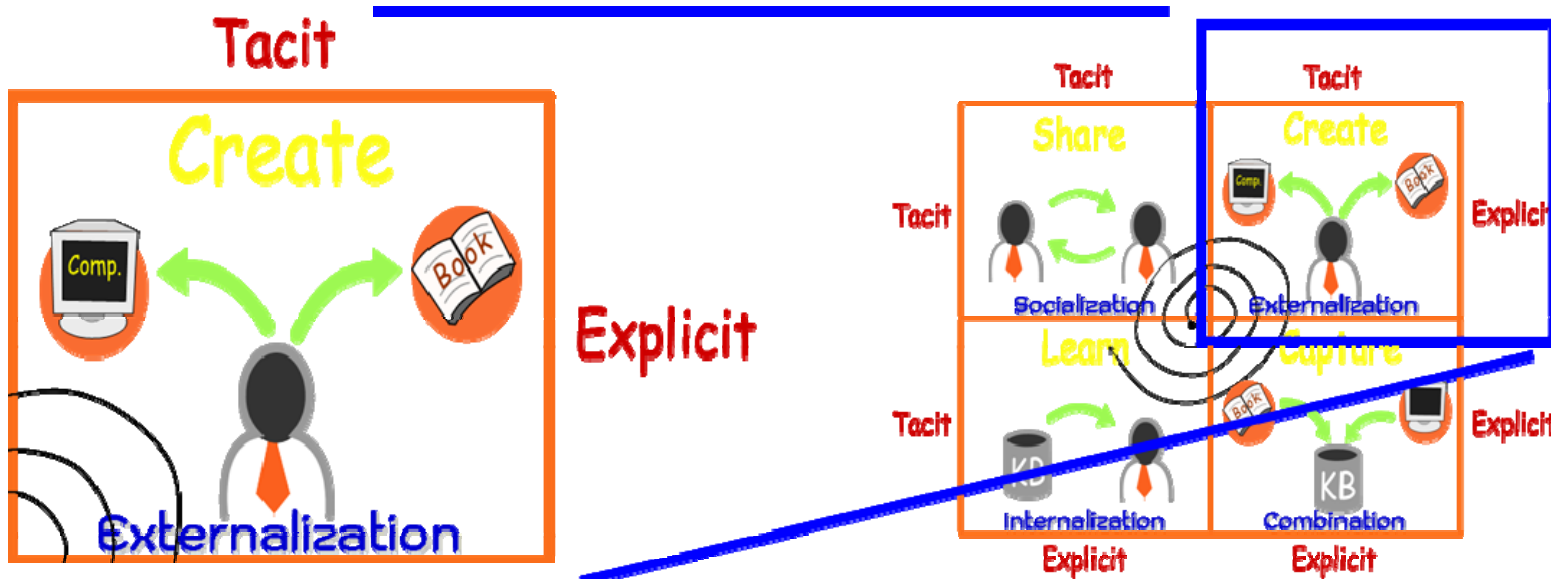 Tacit
Create
Comp.
Book
Explicit
Externalization
Tacit
Tacit
Share
Create
Comp.
Book
Tacit
Explicit
Socialization
Externalization
Learn
Capture
Book
Tacit
Explicit
KB
KB
Internalization
Combination
Explicit
Explicit